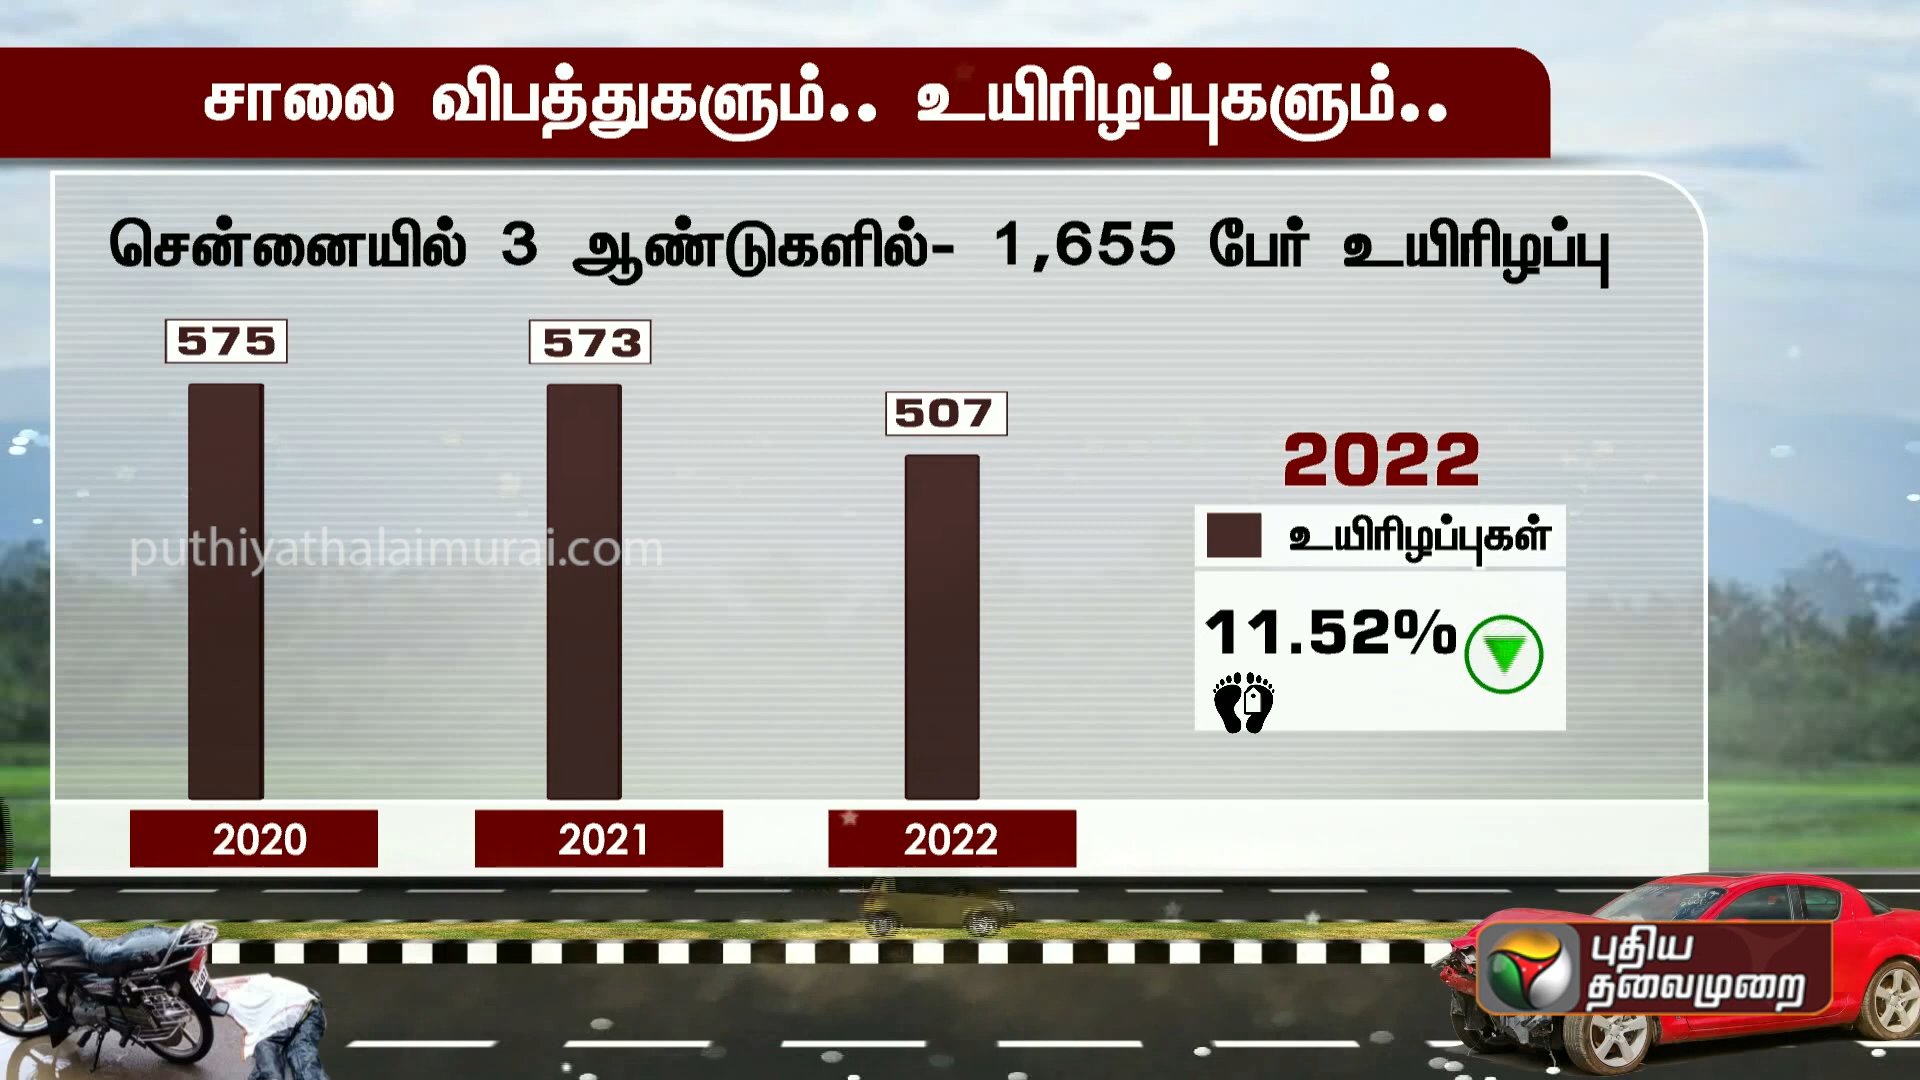 சாலை விபத்துகளும்.. உயிரிழப்புகளும்..
சென்னையில் 3 ஆண்டுகளில்- 1,655 பேர் உயிரிழப்பு
575
573
507
2022
உயிரிழப்புகள்
11.52%
puthiyathalaimurai.com
2020
2021
2022
புதிய
தலைமுறை